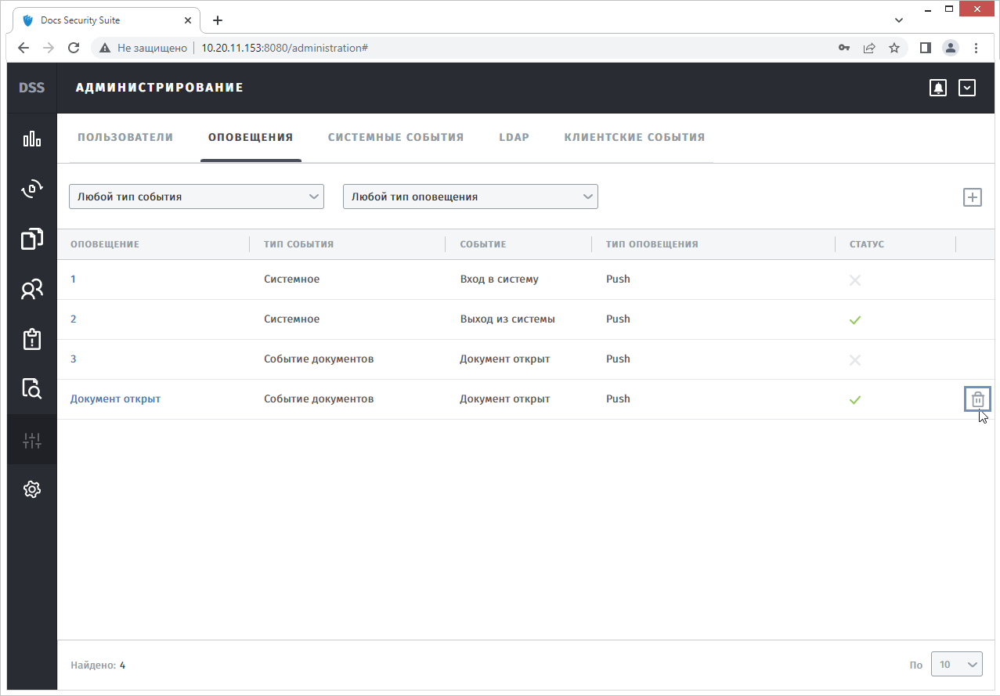 Docs Security Suite
Не защищено 10.20.11.153:8080/administration#
DSS АДМИНИСТРИРОВАНИЕ
ПОЛЬЗОВАТЕЛИ ОПОВЕЩЕНИЯ СИСТЕМНЫЕ СОБЫТИЯ LDAP КЛИЕНТСКИЕ СОБЫТИЯ
Любой тип события Любой тип оповещения
ОПОВЕЩЕНИЕ ТИП СОБЫТИЯ СОБЫТИЕ ТИП ОПОВЕЩЕНИЯ СТАТУС
1 Системное Вход в систему Push
2 Системное Выход из системы Push
3 Событие документов Документ открыт Push
Документ открыт Событие документов Документ открыт Push
Найдено: 4 По 10